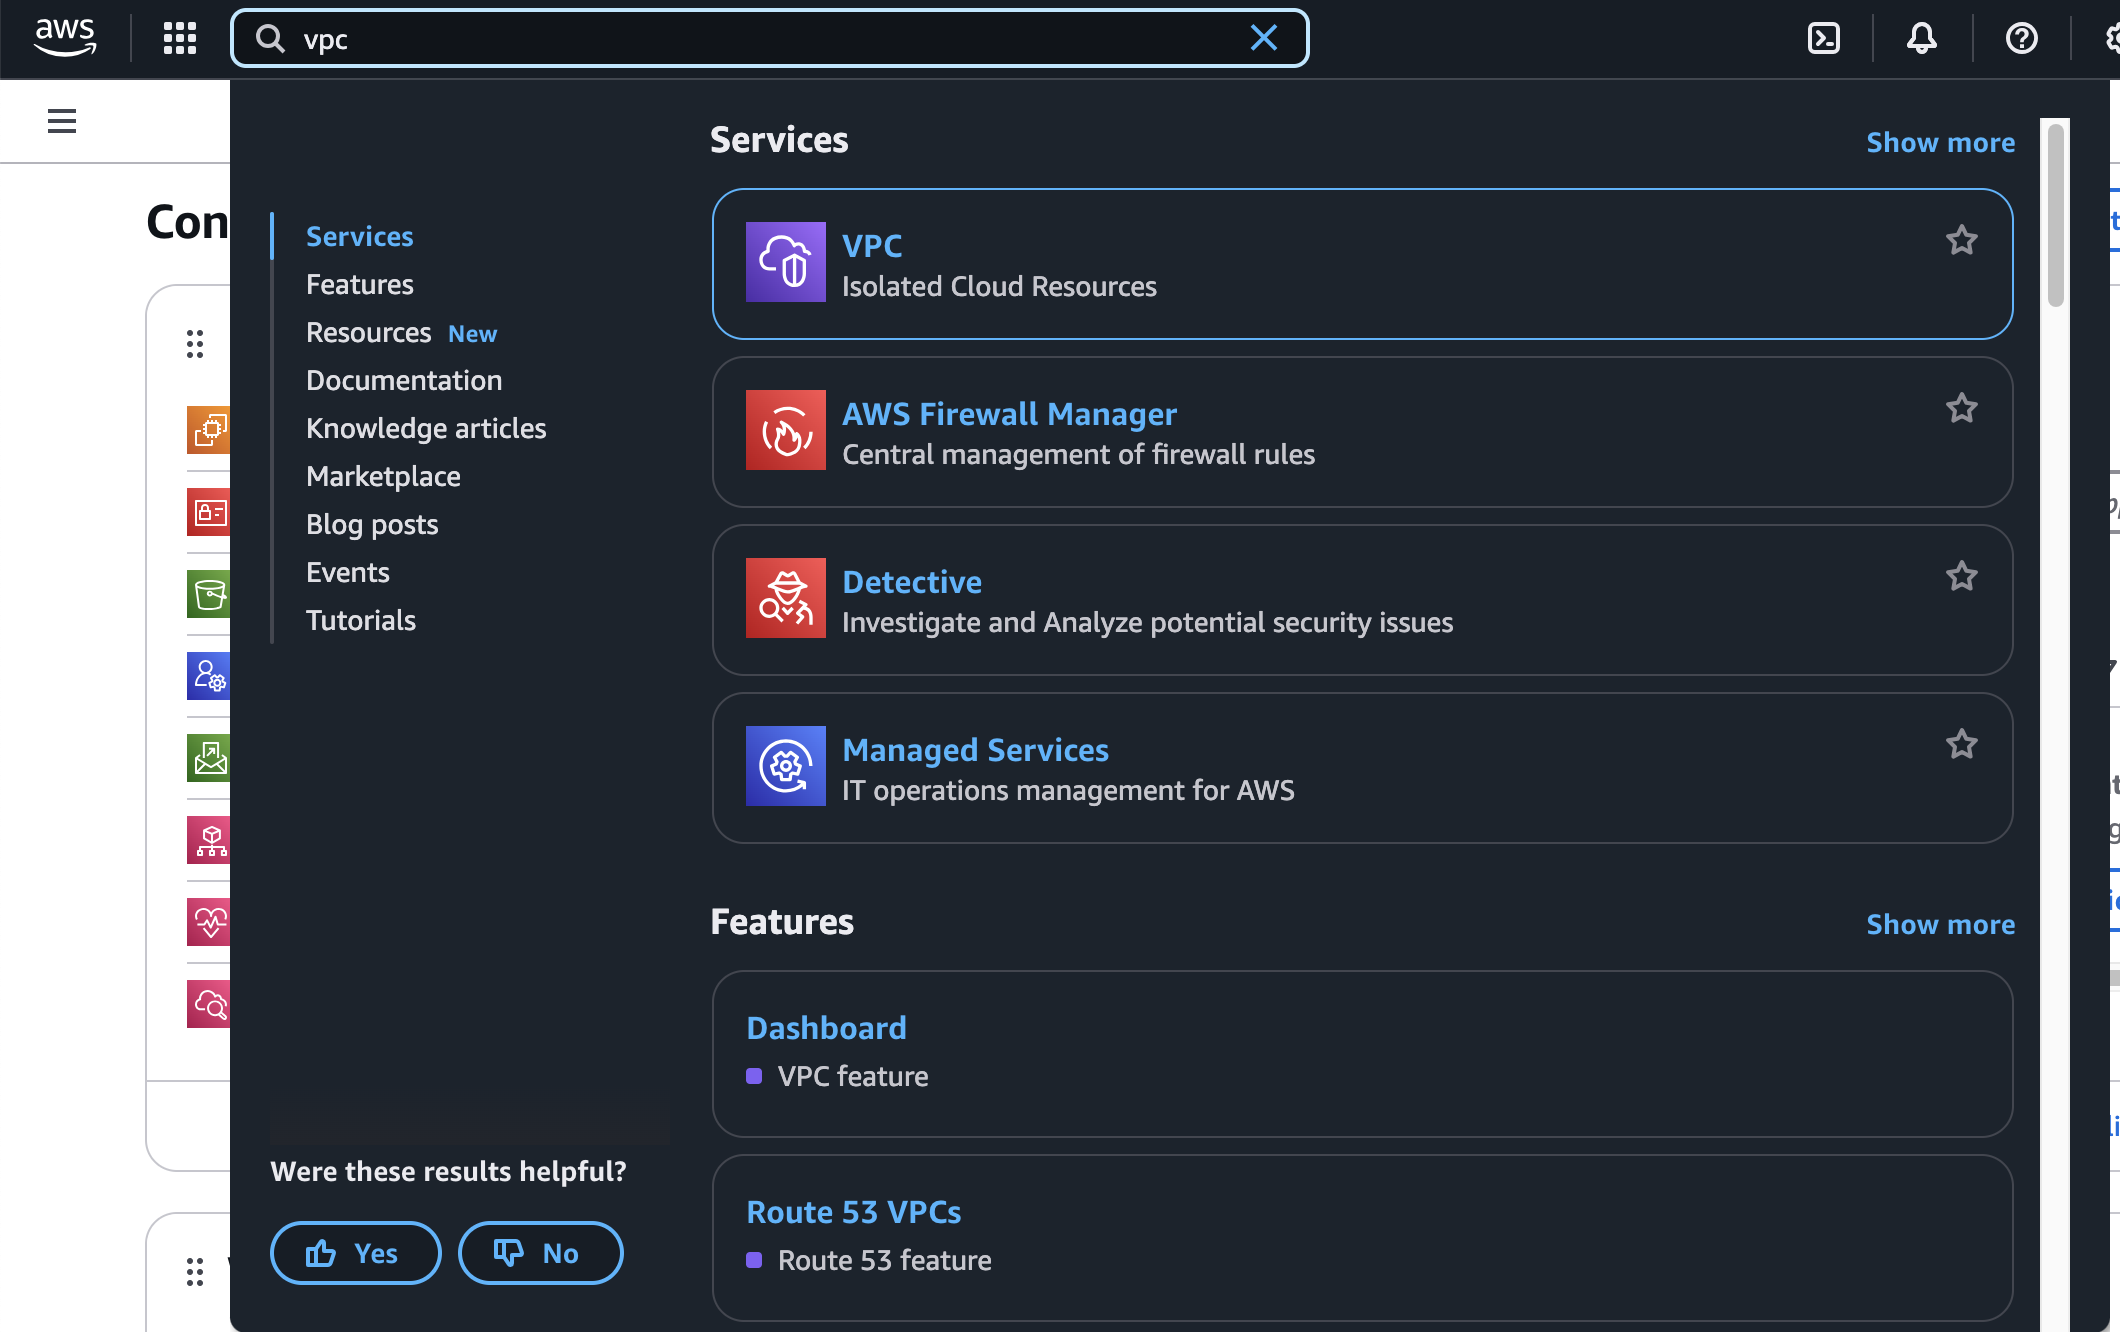 aws
vpc
Con
Services
Features
Resources New
Documentation
Knowledge articles
Marketplace
Blog posts
Events
Tutorials
Were these results helpful?
Yes
No
Services
Show more
VPC
Isolated Cloud Resources
AWS Firewall Manager
Central management of firewall rules
Detective
Investigate and Analyze potential security issues
Managed Services
IT operations management for AWS
Features
Show more
Dashboard
VPC feature
Route 53 VPCs
Route 53 feature